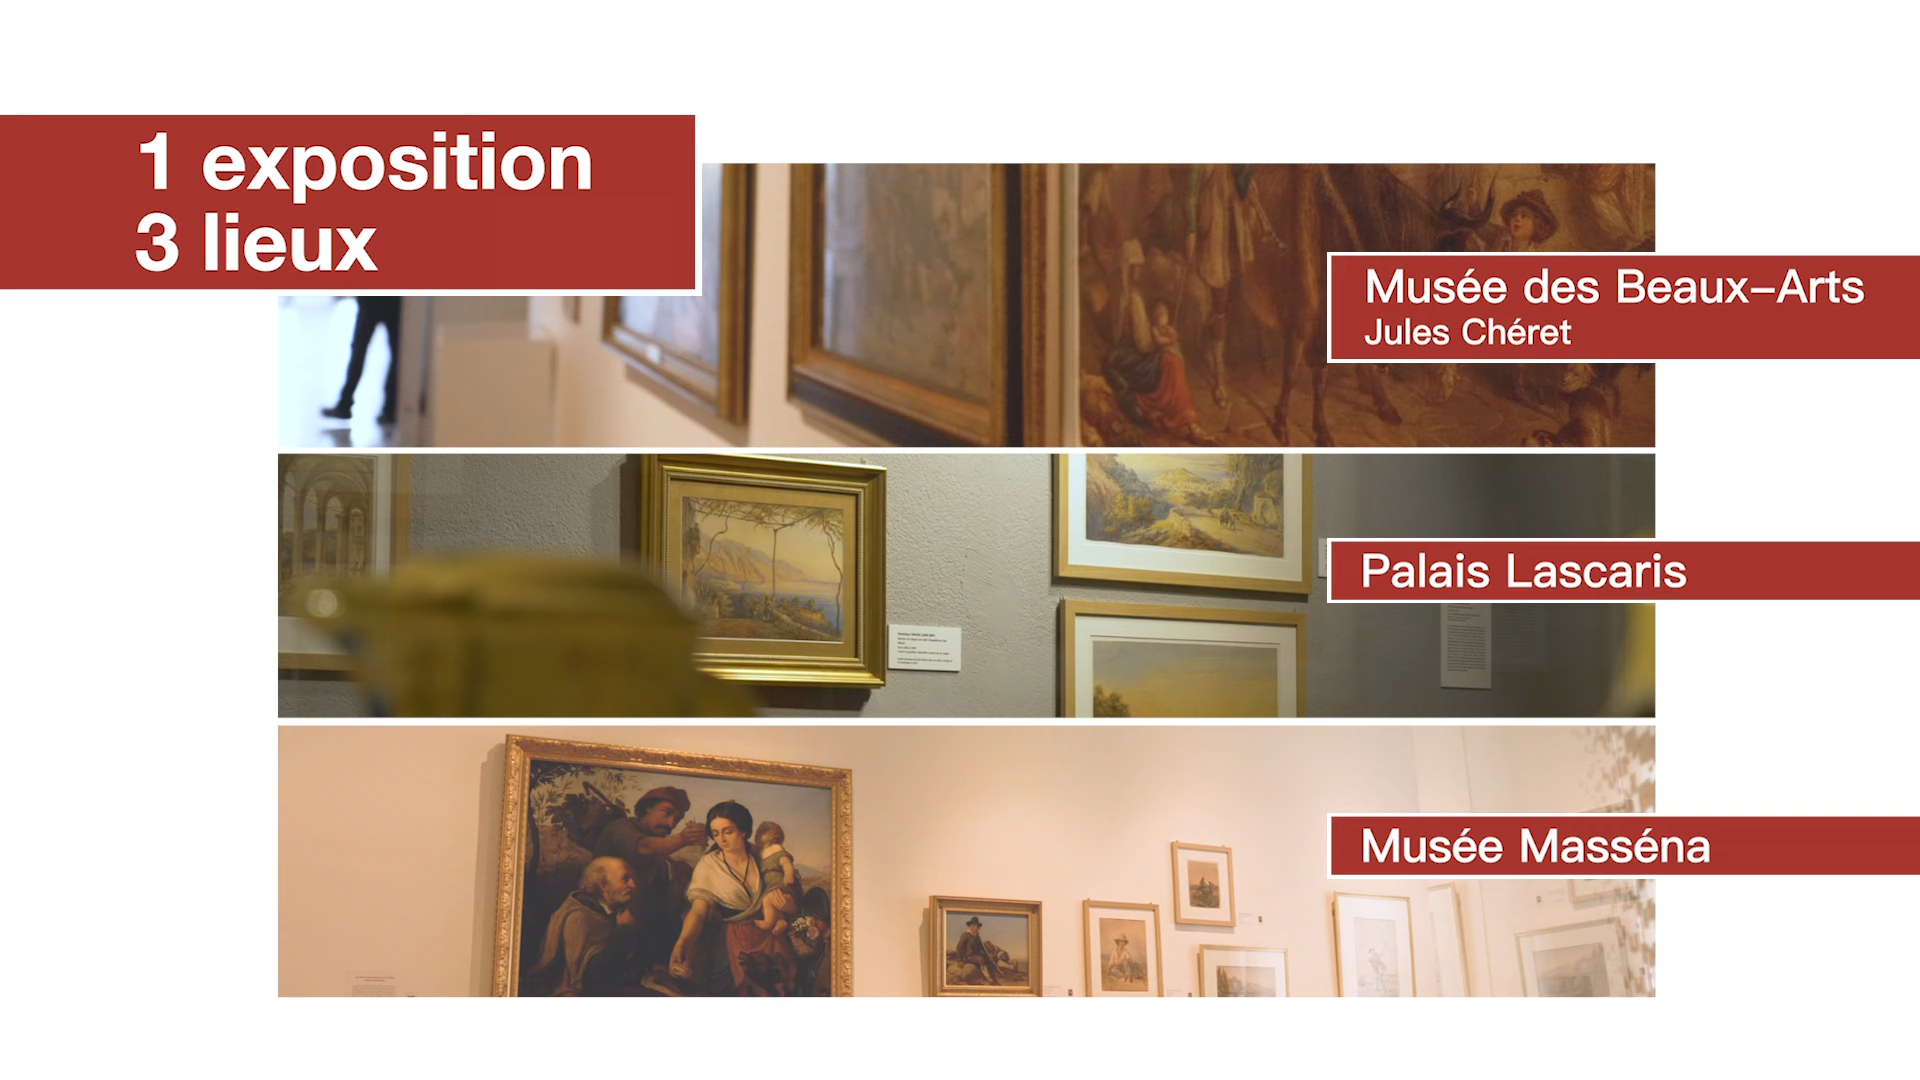 1 exposition
3 lieux
Musée des Beaux–Arts
Jules Chéret
Palais Lascaris
Musée Masséna